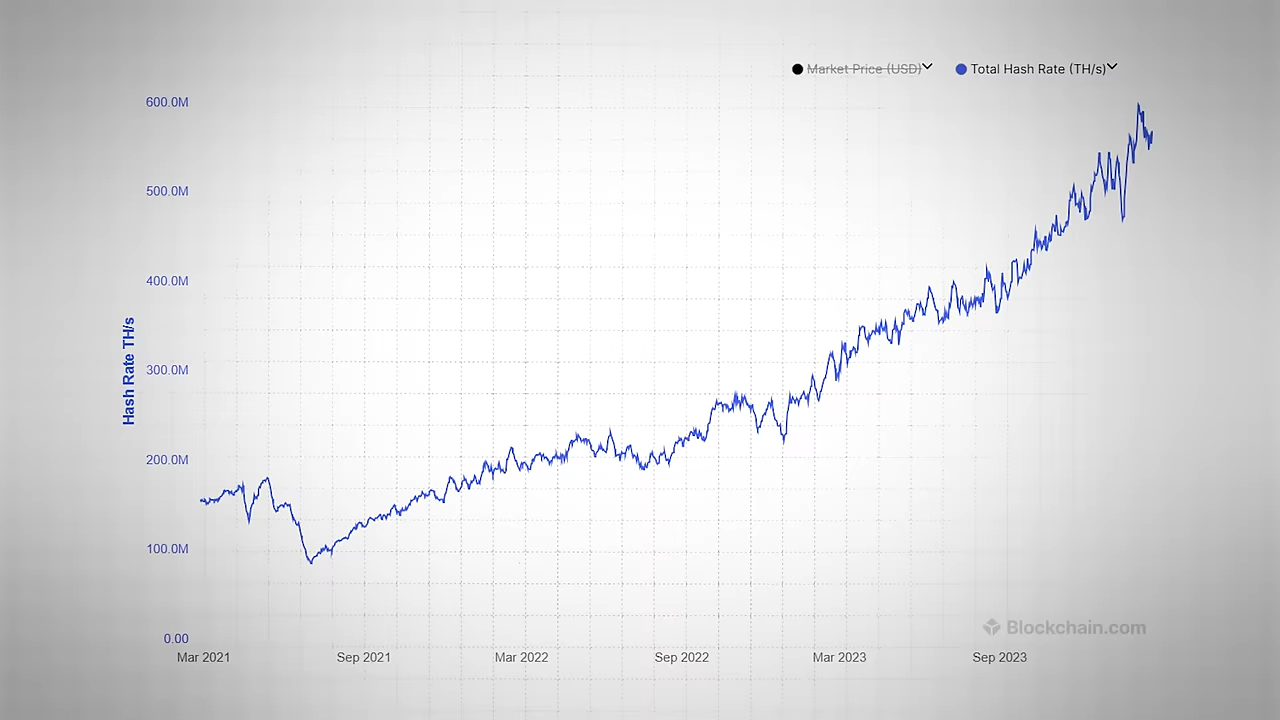 Market Price (USD) Total Hash Rate (TH/s)
600.0M
500.0M
400.0M
300.0M
200.0M
100.0M
0.00
Hash Rate TH/s
Mar 2021 Sep 2021 Mar 2022 Sep 2022 Mar 2023 Sep 2023
Blockchain.com